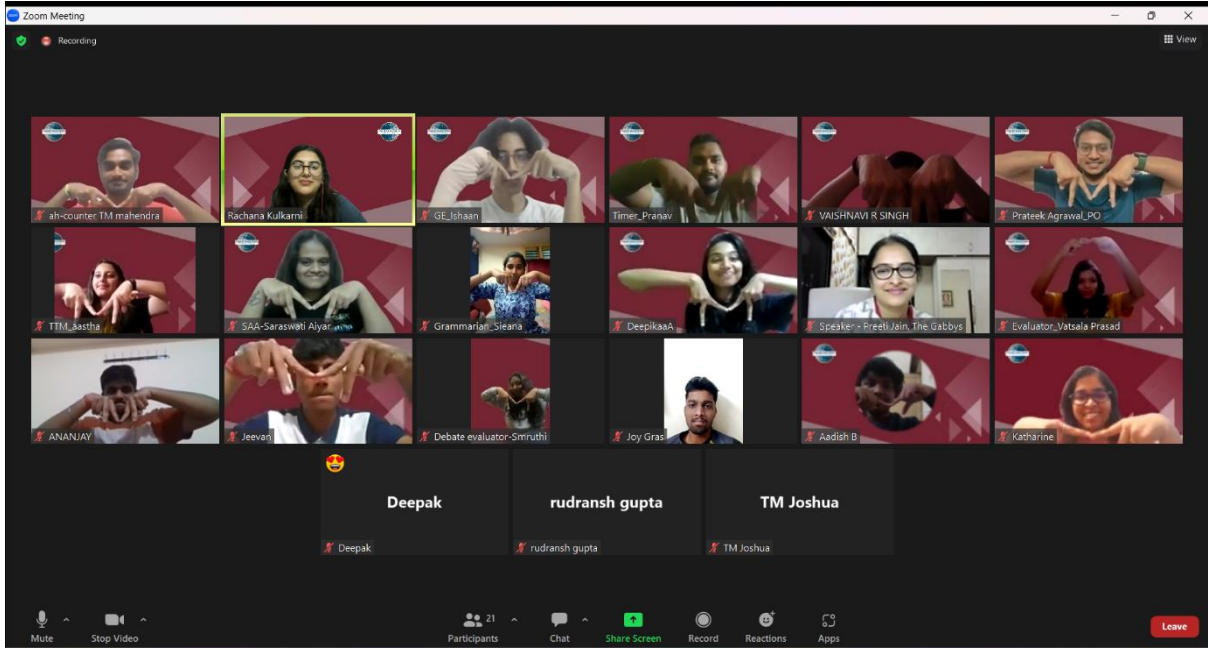 Zoom Meeting
Recording
View
ah-counter TM mahendra
Rachana Kulkarni
GE_Ishaan
Timer_Pranav
VAISHNAVI R SINGH
Prateek Agrawal_PO
TTM_aastha
SAA-Saraswati Aiyar
Grammarian_Sieana
DeepikaaA
Speaker - Preeti Jain, The Gabbys
Evaluator_Vatsala Prasad
ANANJAY
Jeevan
Debate evaluator-Smruthi
Joy Gras
Aadish B
Katharine
Deepak
rudransh gupta
TM Joshua
Deepak
rudransh gupta
TM Joshua
21
Mute
Stop Video
Participants
Chat
Share Screen
Record
Reactions
Apps
Leave